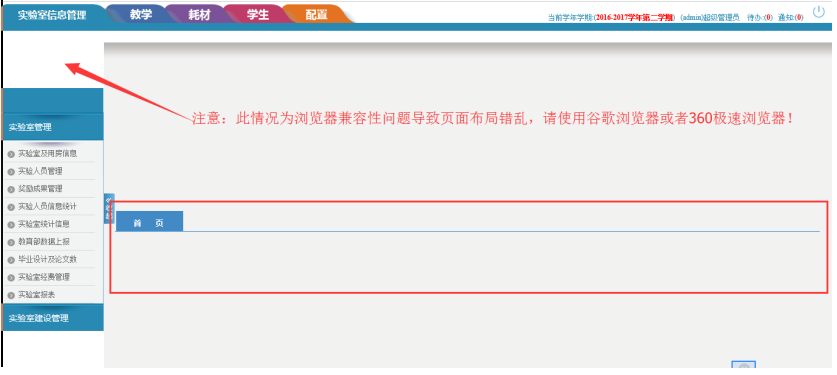 实验室信息管理 教学 耗材 学生 配置
当前学年学期:(2016-2017学年第二学期) (admin)超级管理员 待办:(0) 通知:(0)
注意：此情况为浏览器兼容性问题导致页面布局错乱，请使用谷歌浏览器或者360极速浏览器！
实验室管理
实验室及用房信息
实验人员管理
奖励成果管理
实验人员信息统计
实验室统计信息
教育部数据上报
毕业设计及论文数
实验室经费管理
实验室报表
实验室建设管理
首 页